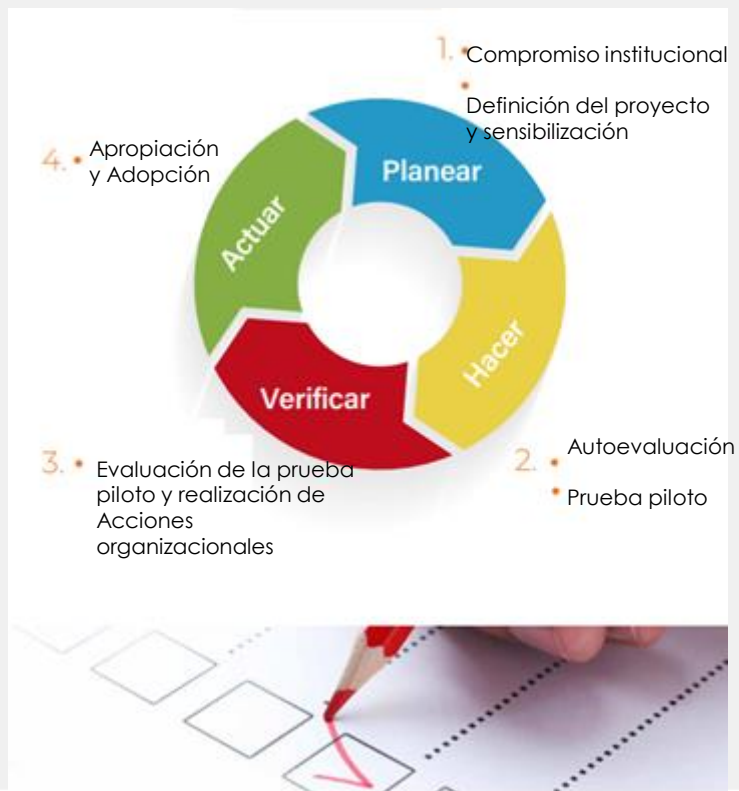 1. • Compromiso institucional
• Definición del proyecto
y sensibilización
Planear
4. • Apropiación
y Adopción
Actuar
Hacer
Verificar
2. • Autoevaluación
• Prueba piloto
3. • Evaluación de la prueba
piloto y realización de
Acciones
organizacionales